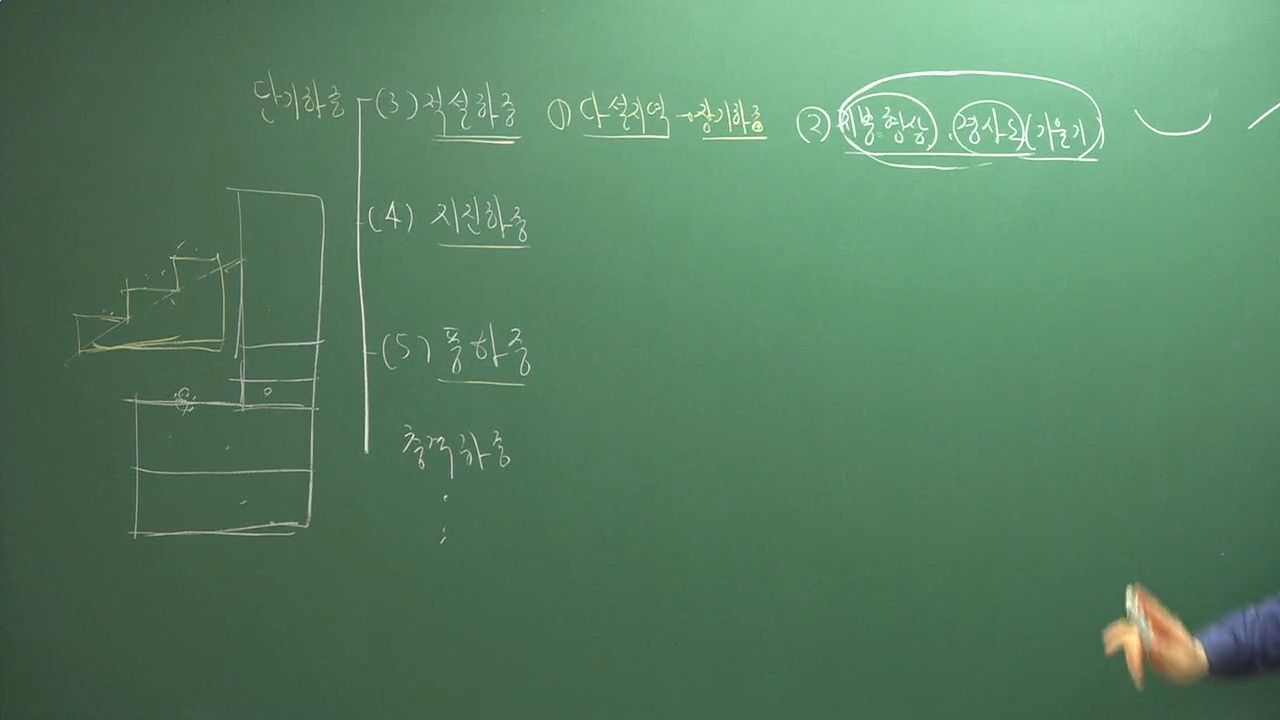 단기하중 (3) 적설하중 ① 다설지역 → 장기하중 (2) 지붕형상, 경사도(기울기)
(4) 지진하중
(5) 풍하중
충격하중